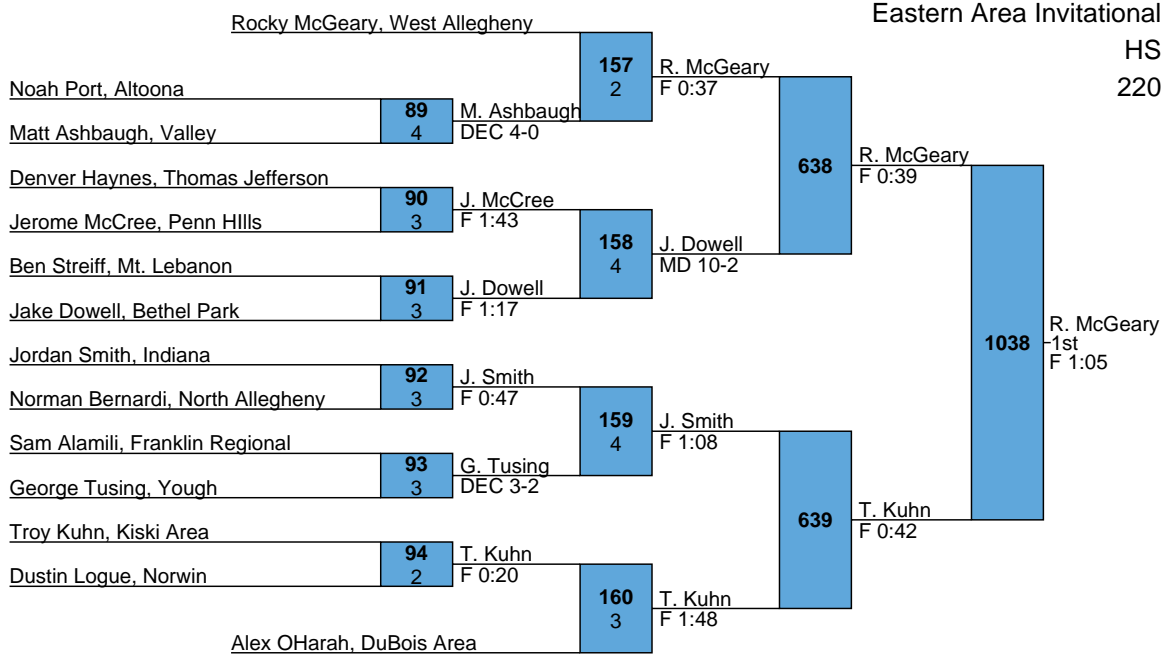 Eastern Area Invitational
HS
220
Rocky McGeary, West Allegheny
157
2
R. McGeary
F 0:37
Noah Port, Altoona
89
4
M. Ashbaugh
DEC 4-0
Matt Ashbaugh, Valley
638
R. McGeary
F 0:39
Denver Haynes, Thomas Jefferson
90
3
J. McCree
F 1:43
Jerome McCree, Penn HIlls
158
4
J. Dowell
MD 10-2
Ben Streiff, Mt. Lebanon
91
3
J. Dowell
F 1:17
Jake Dowell, Bethel Park
1038
R. McGeary
1st
F 1:05
Jordan Smith, Indiana
92
3
J. Smith
F 0:47
Norman Bernardi, North Allegheny
159
4
J. Smith
F 1:08
Sam Alamili, Franklin Regional
93
3
G. Tusing
DEC 3-2
George Tusing, Yough
639
T. Kuhn
F 0:42
Troy Kuhn, Kiski Area
94
2
T. Kuhn
F 0:20
Dustin Logue, Norwin
160
3
T. Kuhn
F 1:48
Alex OHarah, DuBois Area